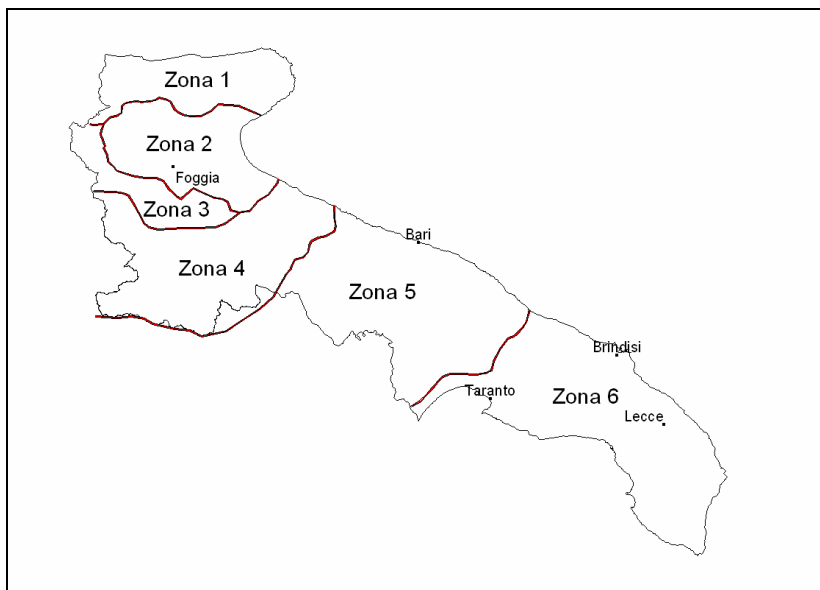 Zona 1
Zona 2
Foggia
Zona 3
Bari
Zona 4
Zona 5
Brindisi
Taranto
Zona 6
Lecce